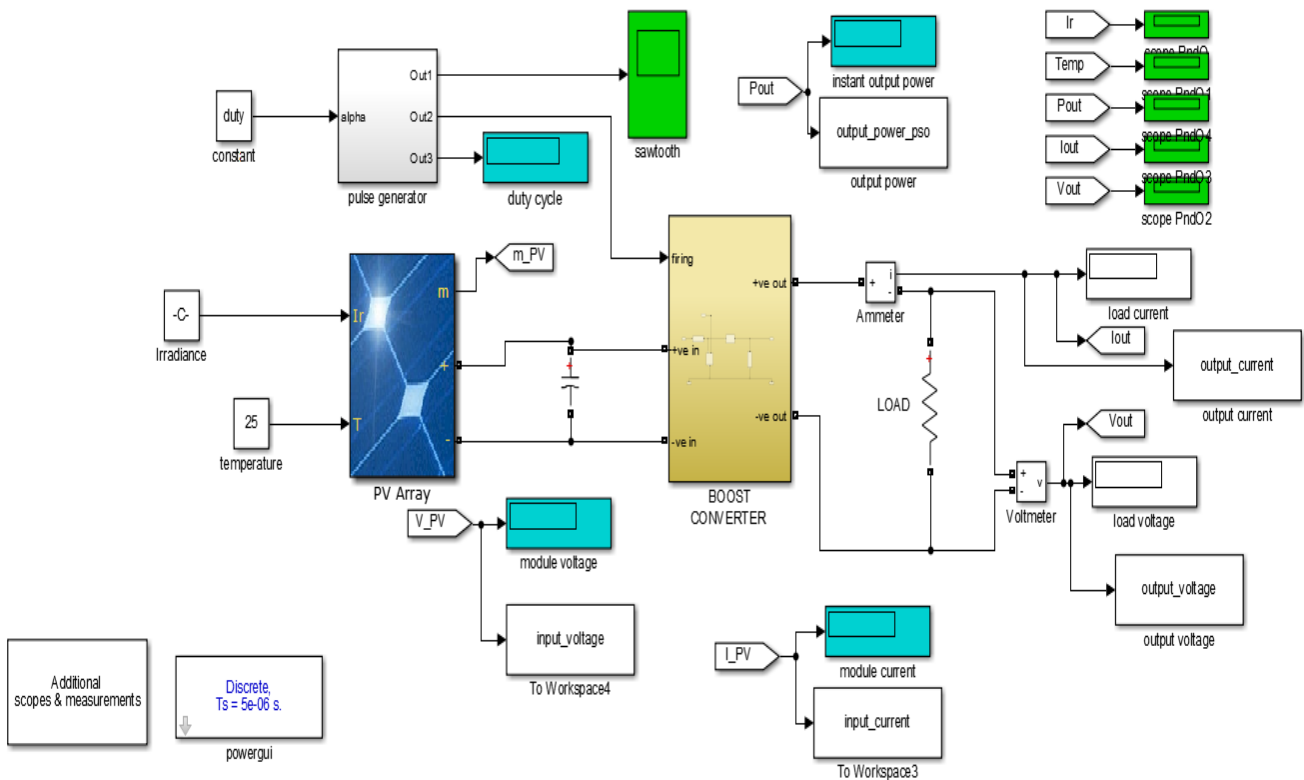 Out1
Out2
Out3
alpha
pulse generator
duty
constant
sawtooth
duty cycle
Pout
instant output power
output_power_pso
output power
Ir
scope PndO
Temp
scope PndO1
Pout
scope PndO4
Iout
scope PndO3
Vout
scope PndO2
m_PV
-C-
Irradiance
Ir
m
+
T
-
PV Array
25
temperature
+
firing
+ve in
-ve in
+ve out
-ve out
BOOST
CONVERTER
+
i
-
Ammeter
+
LOAD
load current
Iout
output_current
output current
Vout
+
-
v
Voltmeter
load voltage
output_voltage
output voltage
V_PV
module voltage
input_voltage
To Workspace4
I_PV
module current
input_current
To Workspace3
Additional
scopes & measurements
Discrete,
Ts = 5e-06 s.
powergui